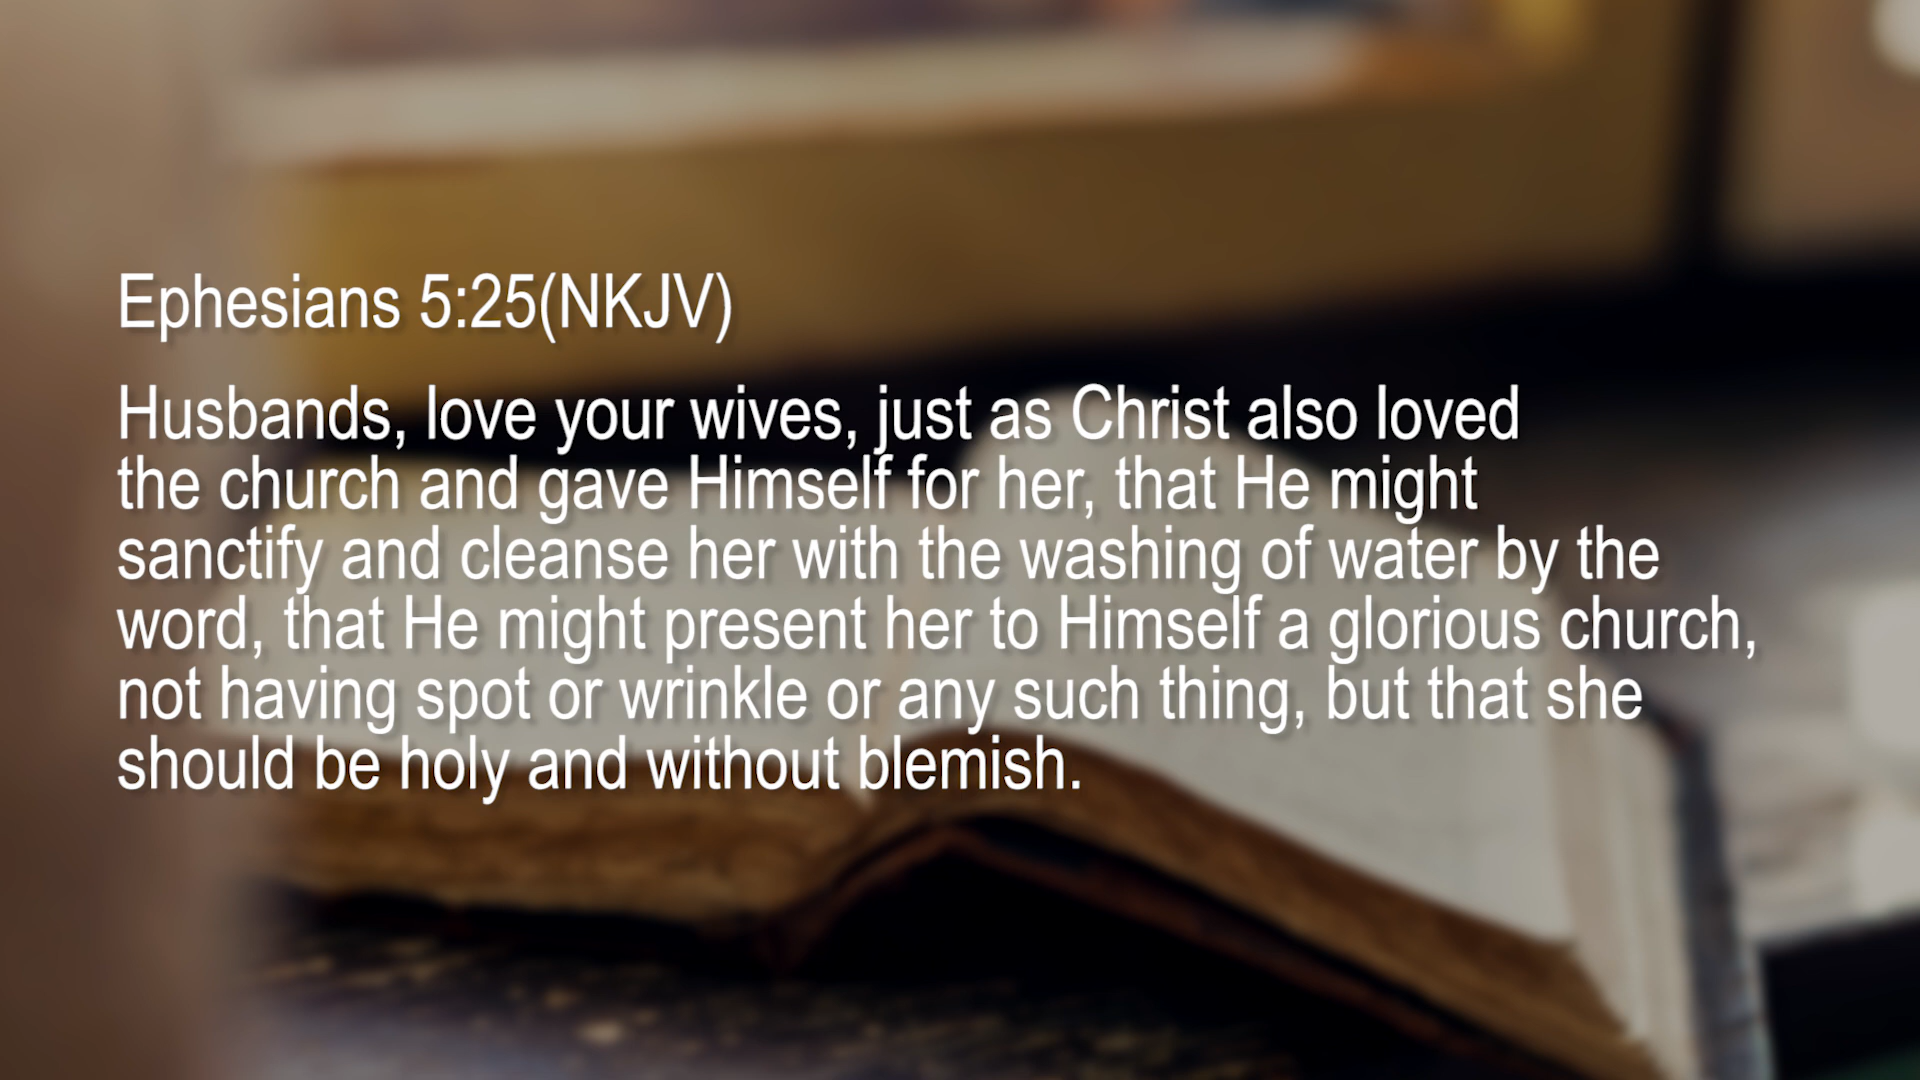 Ephesians 5:25(NKJV)
Husbands, love your wives, just as Christ also loved
the church and gave Himself for her, that He might
sanctify and cleanse her with the washing of water by the
word, that He might present her to Himself a glorious church,
not having spot or wrinkle or any such thing, but that she
should be holy and without blemish.